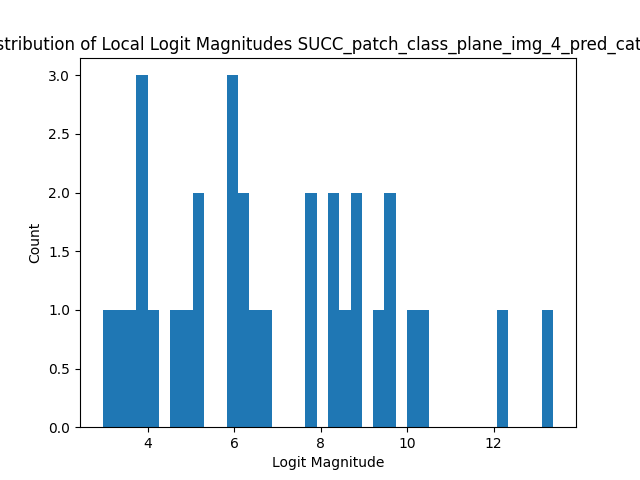 stribution of Local Logit Magnitudes SUCC_patch_class_plane_img_4_pred_cat
3.0
2.5
2.0
1.5
1.0
0.5
0.0
Count
4 6 8 10 12
Logit Magnitude